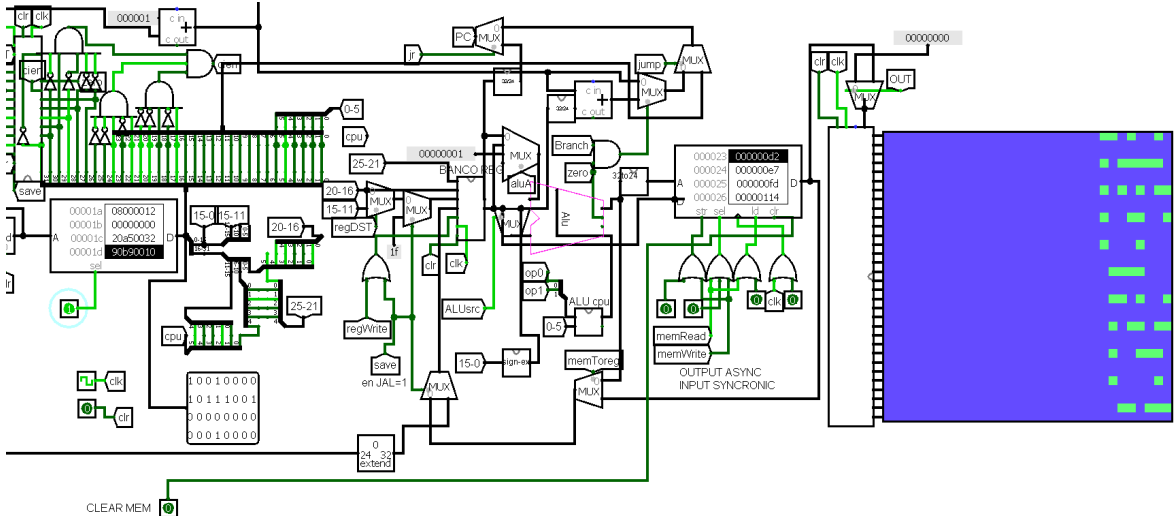 clr
clk
000001
c in
+
c out
PC
0
MUX
jr
jump
MUX
0
MUX
c in
+
c out
00000000
clr
clk
OUT
MUX
0-5
cpu
25-21
00000001
BANCO REG
0
MUX
aluA
Branch
zero
32to24
000023 000000d2
000024 000000e7
000025 000000fd
000026 00000114
A
D
str sel ld clr
save
20-16
15-11
MUX
MUX
regDST
1f
MUX
Alu
00001a 08000012
00001b 00000000
00001c 20a50032
00001d 90b90010
A
D
sel
15-0
15-11
20-16
25-21
cpu
clr
clk
op0
op1
ALU cpu
0-5
ALUsrc
regWrite
save
en JAL=1
15-0
sign-ex
memToreg
MUX
MUX
0
clk
0
memRead
memWrite
OUTPUT ASYNC
INPUT SYNCRONIC
1
clk
0
clr
1 0 0 1 0 0 0 0
1 0 1 1 1 0 0 1
0 0 0 0 0 0 0 0
0 0 0 1 0 0 0 0
0
24 32
extend
CLEAR MEM
0